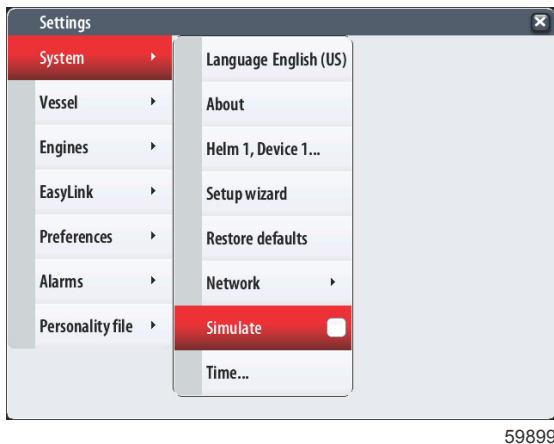 Settings
System
Vessel
Engines
EasyLink
Preferences
Alarms
Personality file
Language English (US)
About
Helm 1, Device 1...
Setup wizard
Restore defaults
Network
Simulate
Time...
59899